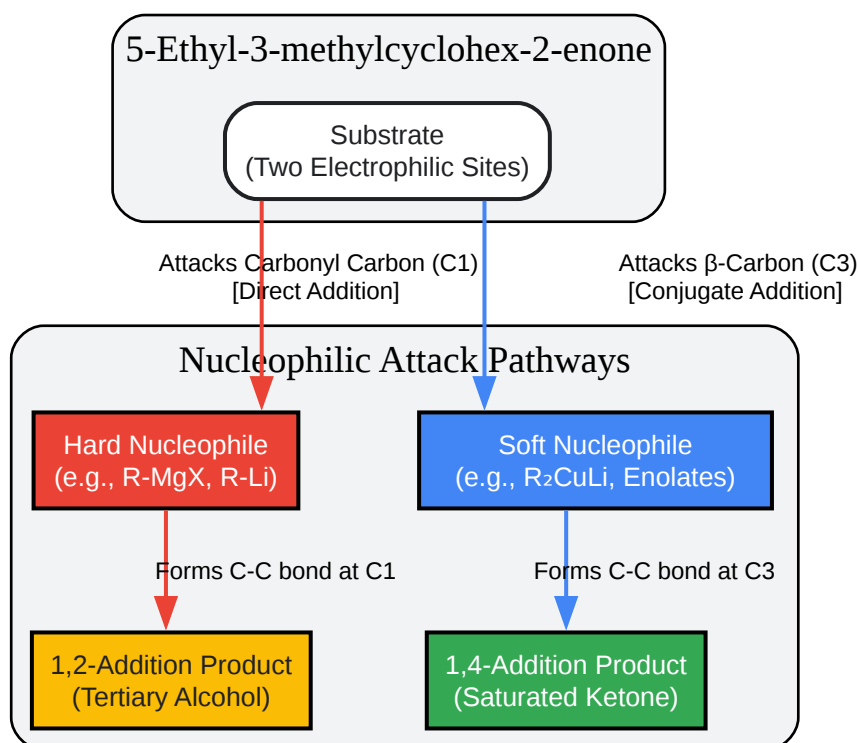 5-Ethyl-3-methylcyclohex-2-enone
Substrate
(Two Electrophilic Sites)
Attacks Carbonyl Carbon (C1)
[Direct Addition]
Attacks β-Carbon (C3)
[Conjugate Addition]
Nucleophilic Attack Pathways
Hard Nucleophile
(e.g., R-MgX, R-Li)
Soft Nucleophile
(e.g., R₂CuLi, Enolates)
Forms C-C bond at C1
Forms C-C bond at C3
1,2-Addition Product
(Tertiary Alcohol)
1,4-Addition Product
(Saturated Ketone)